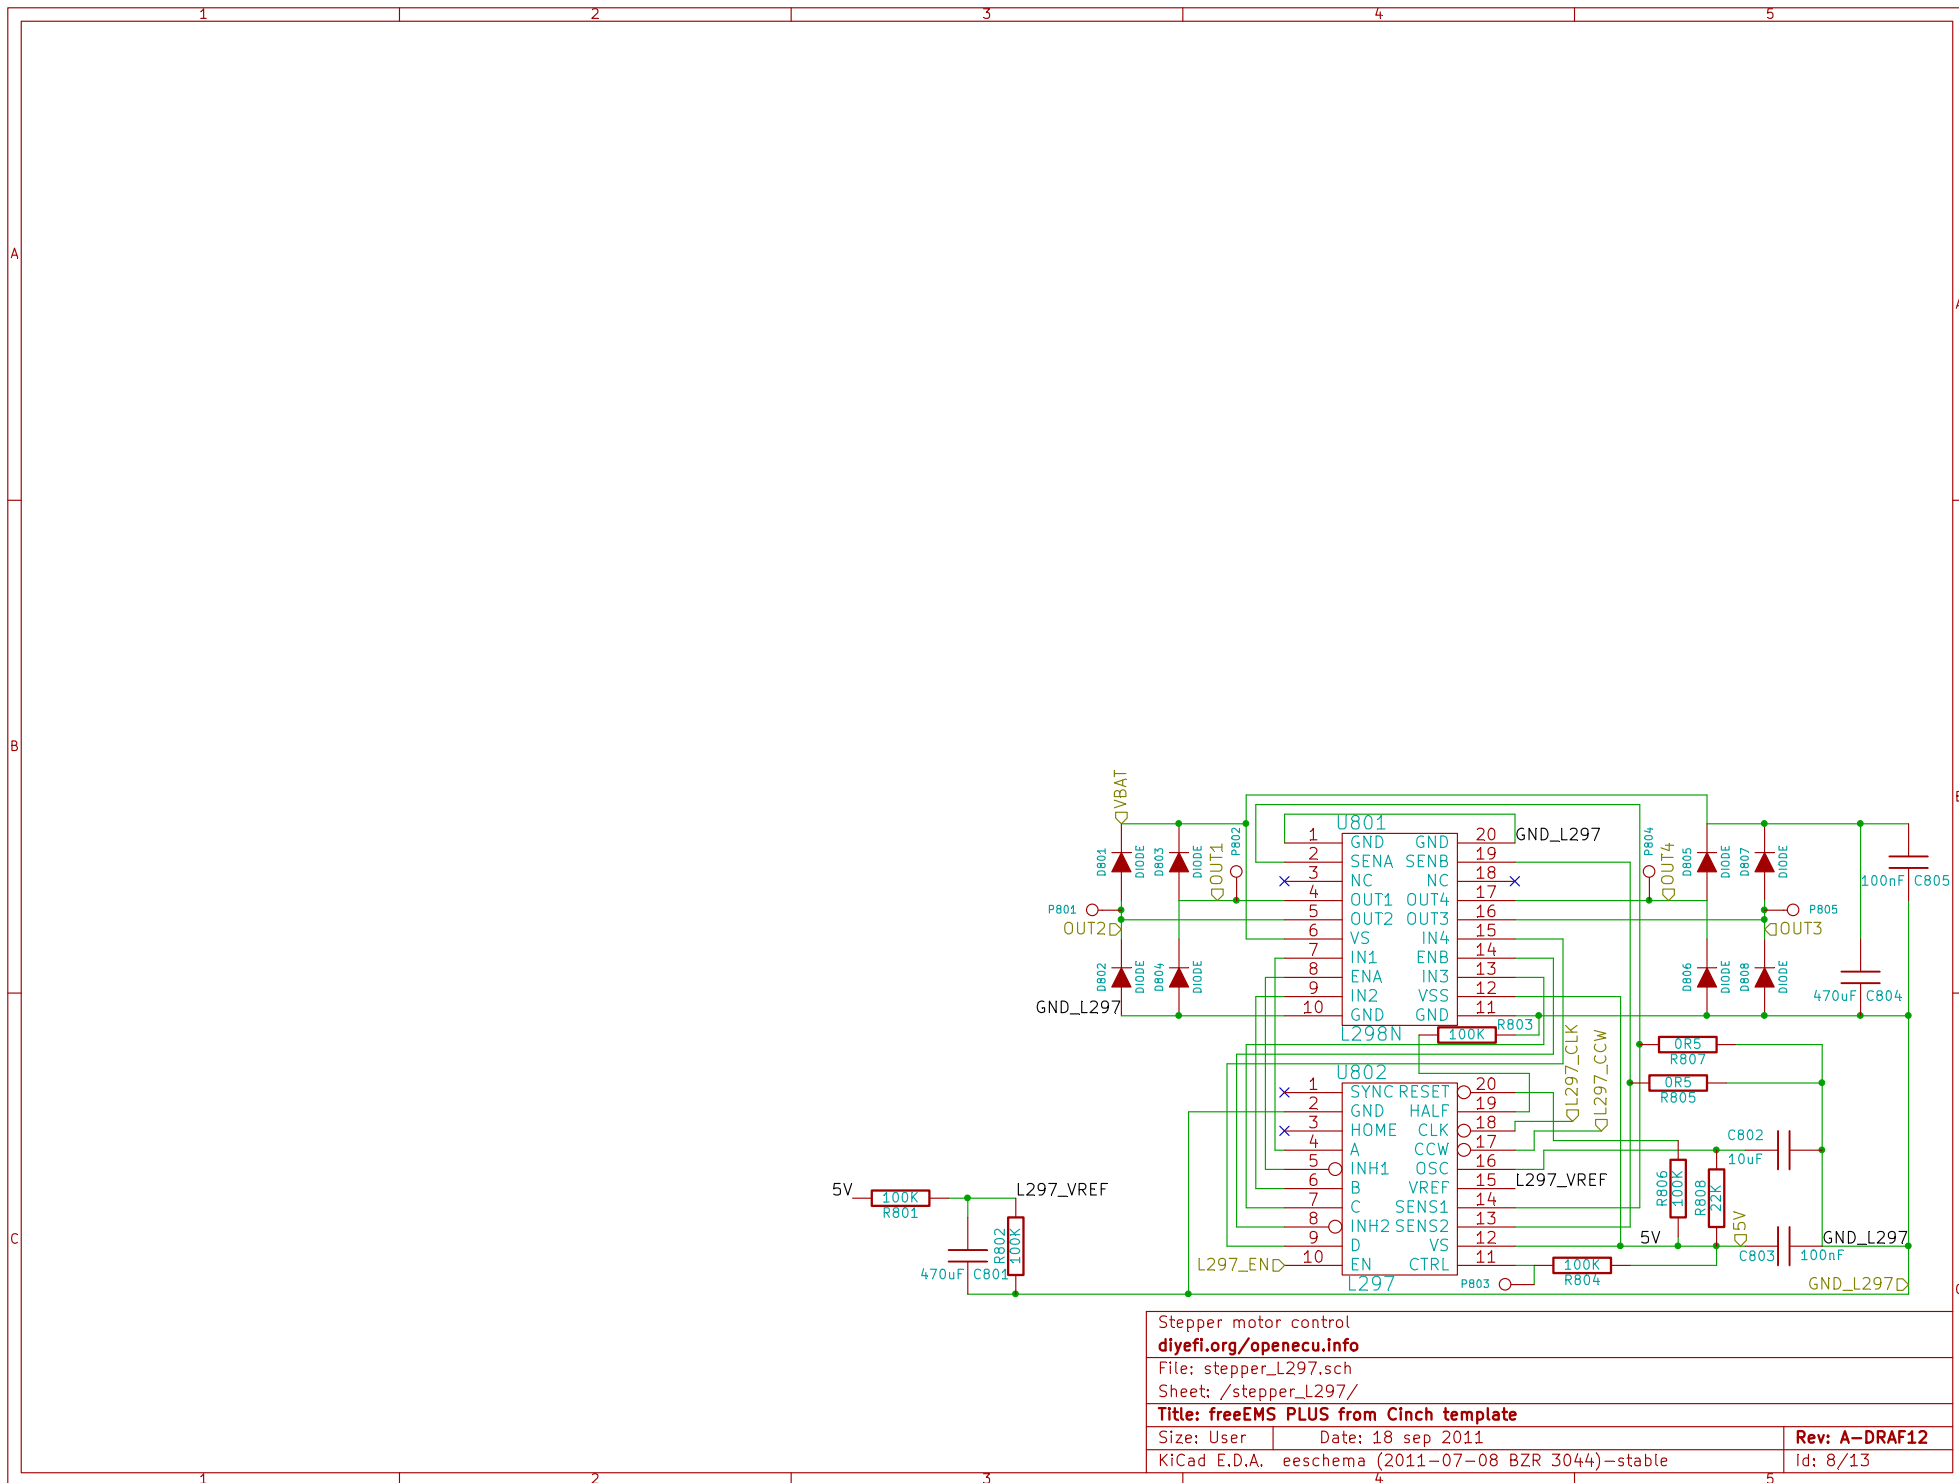 1 2 3 4 5
A
A
B
B
C
C
VBAT
D801
DIODE
D803
DIODE
OUT1
P802
P801
OUT2
D802
DIODE
D804
DIODE
GND_L297
U801
1 GND GND 20
2 SENA SENB 19
3 NC NC 18
4 OUT1 OUT4 17
5 OUT2 OUT3 16
6 VS IN4 15
7 IN1 ENB 14
8 ENA IN3 13
9 IN2 VSS 12
10 GND GND 11
L298N
GND_L297
P804
OUT4
D805
DIODE
D807
DIODE
100nF C805
P805
OUT3
D806
DIODE
D808
DIODE
470uF C804
100K R803
L297_CLK
L297_CCW
0R5
R807
0R5
R805
U802
1 SYNC RESET 20
2 GND HALF 19
3 HOME CLK 18
4 A CCW 17
5 INH1 OSC 16
6 B VREF 15
7 C SENS1 14
8 INH2 SENS2 13
9 D VS 12
10 EN CTRL 11
L297
L297_EN
L297_VREF
C802
10uF
R806
100K
R808
22K
5V
5V
C803
100nF
GND_L297
GND_L297
100K
R804
P803
5V
100K
R801
L297_VREF
R802
100K
470uF C801
Stepper motor control
diyefi.org/openecu.info
File: stepper_L297.sch
Sheet: /stepper_L297/
Title: freeEMS PLUS from Cinch template
Size: User Date: 18 sep 2011 Rev: A-DRAF12
KiCad E.D.A. eeschema (2011-07-08 BZR 3044)-stable Id: 8/13
1 2 3 4 5